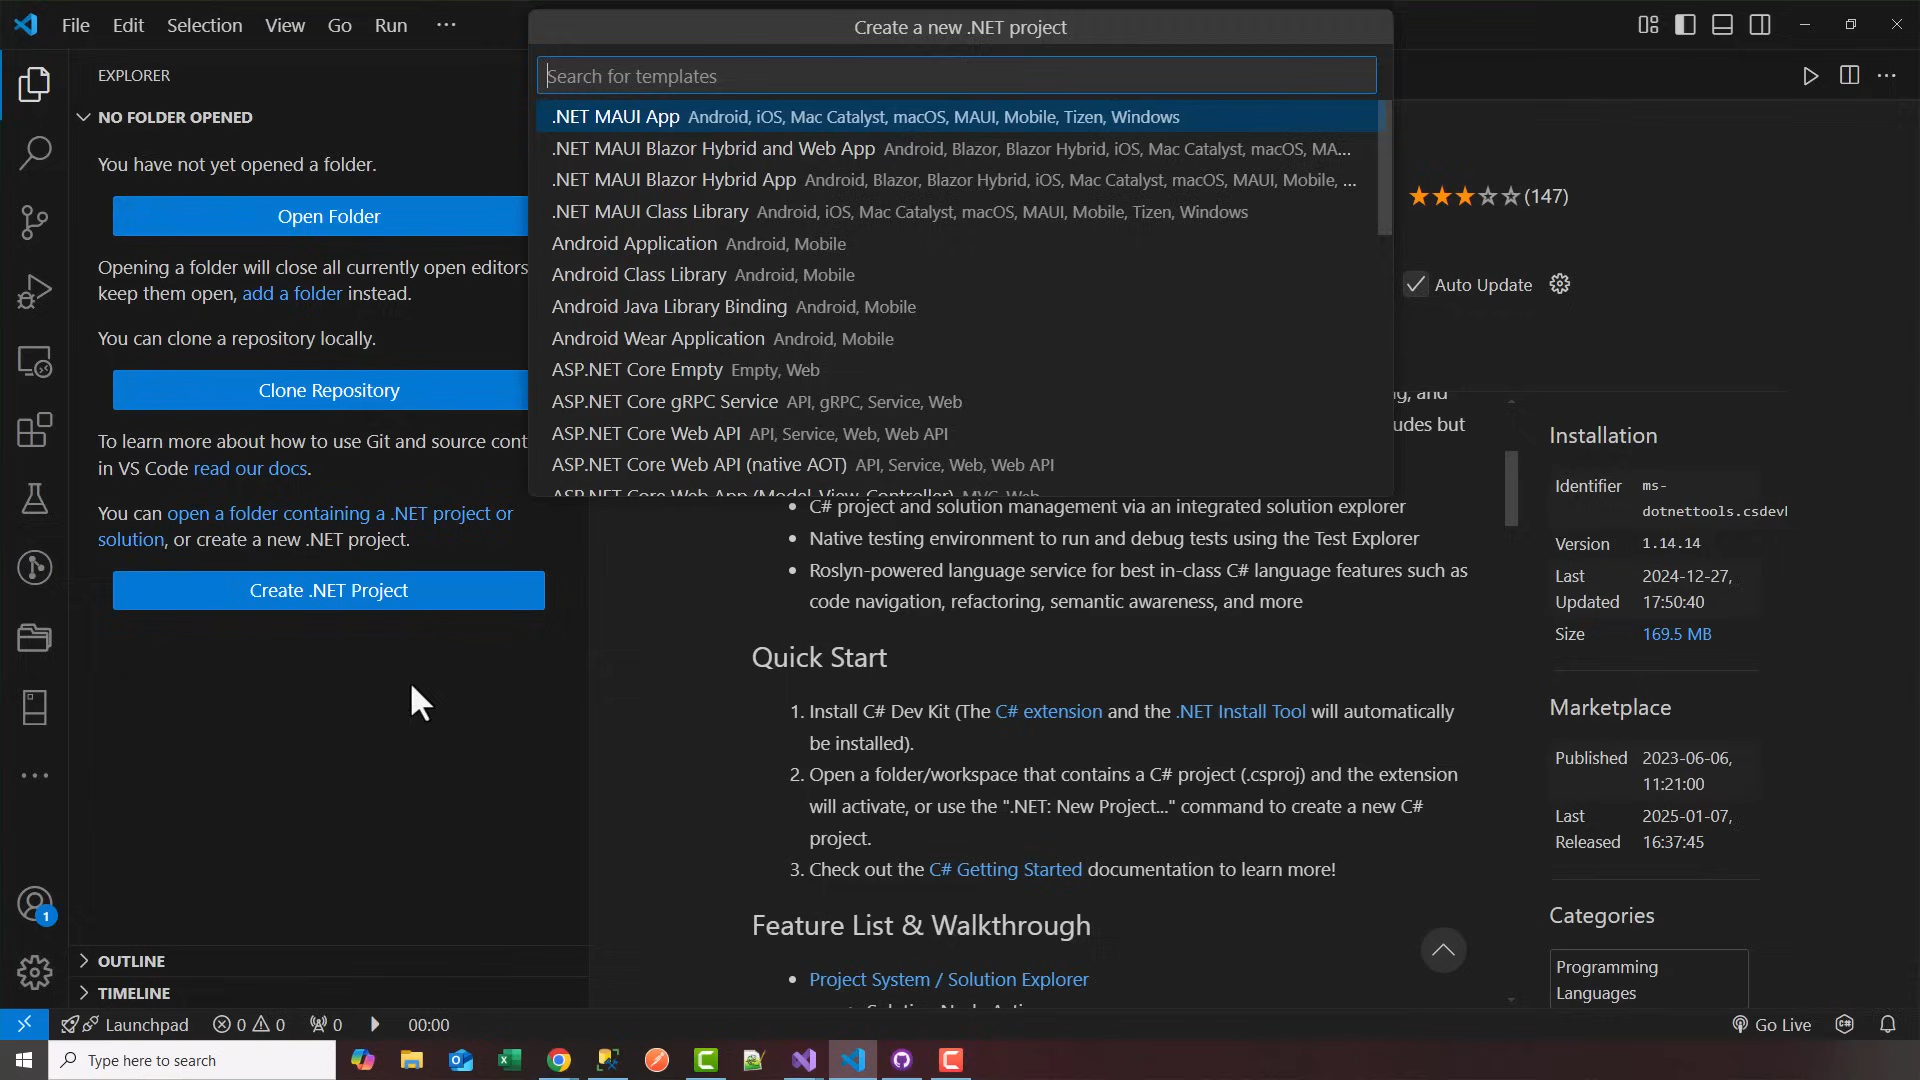 File Edit Selection View Go Run ···
Create a new .NET project
Search for templates
.NET MAUI App Android, iOS, Mac Catalyst, macOS, MAUI, Mobile, Tizen, Windows
.NET MAUI Blazor Hybrid and Web App Android, Blazor, Blazor Hybrid, iOS, Mac Catalyst, macOS, MA...
.NET MAUI Blazor Hybrid App Android, Blazor, Blazor Hybrid, iOS, Mac Catalyst, macOS, MAUI, Mobile, ...
.NET MAUI Class Library Android, iOS, Mac Catalyst, macOS, MAUI, Mobile, Tizen, Windows
Android Application Android, Mobile
Android Class Library Android, Mobile
Android Java Library Binding Android, Mobile
Android Wear Application Android, Mobile
ASP.NET Core Empty Empty, Web
ASP.NET Core gRPC Service API, gRPC, Service, Web
ASP.NET Core Web API API, Service, Web, Web API
ASP.NET Core Web API (native AOT) API, Service, Web, Web API
ASP.NET Core Web App (Model-View-Controller) MVC, Web
EXPLORER
NO FOLDER OPENED
You have not yet opened a folder.
Open Folder
Opening a folder will close all currently open editors
keep them open, add a folder instead.
You can clone a repository locally.
Clone Repository
To learn more about how to use Git and source cont
in VS Code read our docs.
You can open a folder containing a .NET project or
solution, or create a new .NET project.
Create .NET Project
OUTLINE
TIMELINE
(147)
Auto Update
and
udes but
C# project and solution management via an integrated solution explorer
Native testing environment to run and debug tests using the Test Explorer
Roslyn-powered language service for best in-class C# language features such as
code navigation, refactoring, semantic awareness, and more
Quick Start
1. Install C# Dev Kit (The C# extension and the .NET Install Tool will automatically
be installed).
2. Open a folder/workspace that contains a C# project (.csproj) and the extension
will activate, or use the ".NET: New Project..." command to create a new C#
project.
3. Check out the C# Getting Started documentation to learn more!
Feature List & Walkthrough
Project System / Solution Explorer
Installation
Identifier ms-
dotnettools.csdevk
Version 1.14.14
Last 2024-12-27,
Updated 17:50:40
Size 169.5 MB
Marketplace
Published 2023-06-06,
11:21:00
Last 2025-01-07,
Released 16:37:45
Categories
Programming
Languages
1
Launchpad 0 0 0 00:00
Go Live
Type here to search